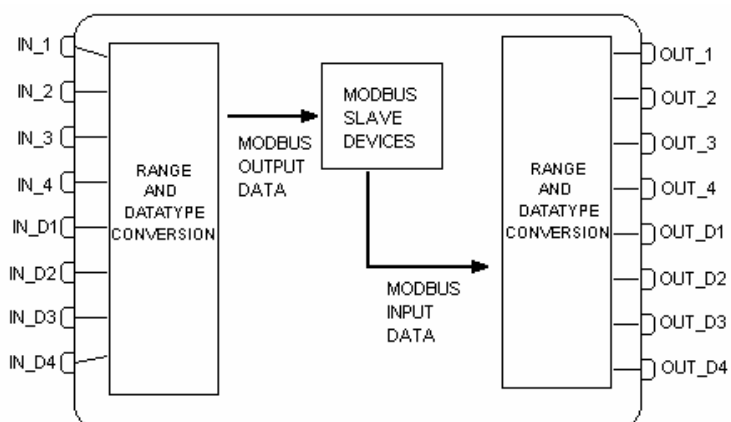 IN_1
IN_2
IN_3
IN_4
IN_D1
IN_D2
IN_D3
IN_D4
RANGE
AND
DATATYPE
CONVERSION
MODBUS
OUTPUT
DATA
MODBUS
SLAVE
DEVICES
MODBUS
INPUT
DATA
RANGE
AND
DATATYPE
CONVERSION
OUT_1
OUT_2
OUT_3
OUT_4
OUT_D1
OUT_D2
OUT_D3
OUT_D4